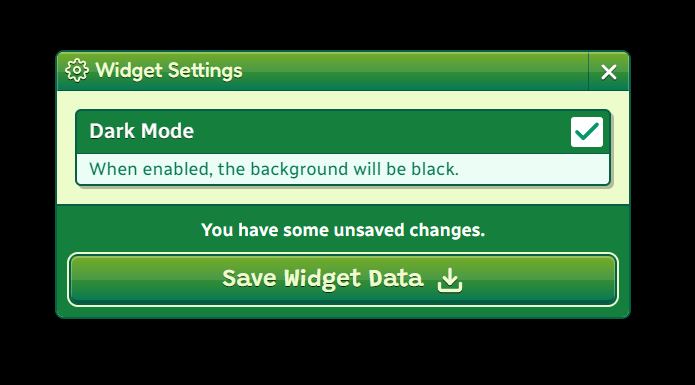 Widget Settings
Dark Mode
When enabled, the background will be black.
You have some unsaved changes.
Save Widget Data